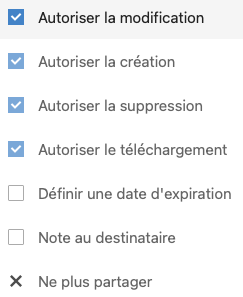 Autoriser la modification
Autoriser la création
Autoriser la suppression
Autoriser le téléchargement
Définir une date d'expiration
Note au destinataire
Ne plus partager